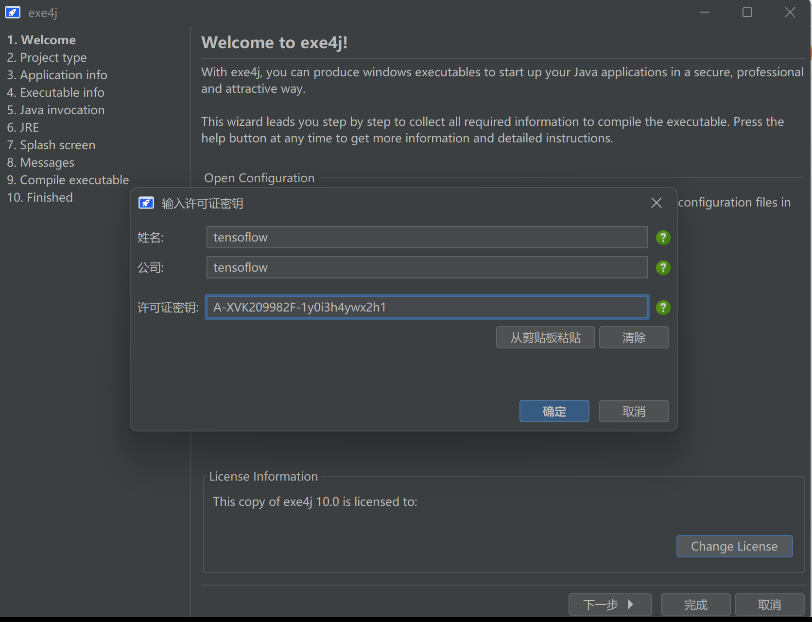 exe4j
1. Welcome
2. Project type
3. Application info
4. Executable info
5. Java invocation
6. JRE
7. Splash screen
8. Messages
9. Compile executable
10. Finished
Welcome to exe4j!
With exe4j, you can produce windows executables to start up your Java applications in a secure, professional
and attractive way.
This wizard leads you step by step to collect all required information to compile the executable. Press the
help button at any time to get more information and detailed instructions.
Open Configuration
configuration files in
输入许可证密钥
姓名: tensoflow ?
公司: tensoflow ?
许可证密钥: A-XVK209982F-1y0i3h4ywx2h1 ?
从剪贴板粘贴 清除
确定 取消
License Information
This copy of exe4j 10.0 is licensed to:
Change License
下一步 完成 取消